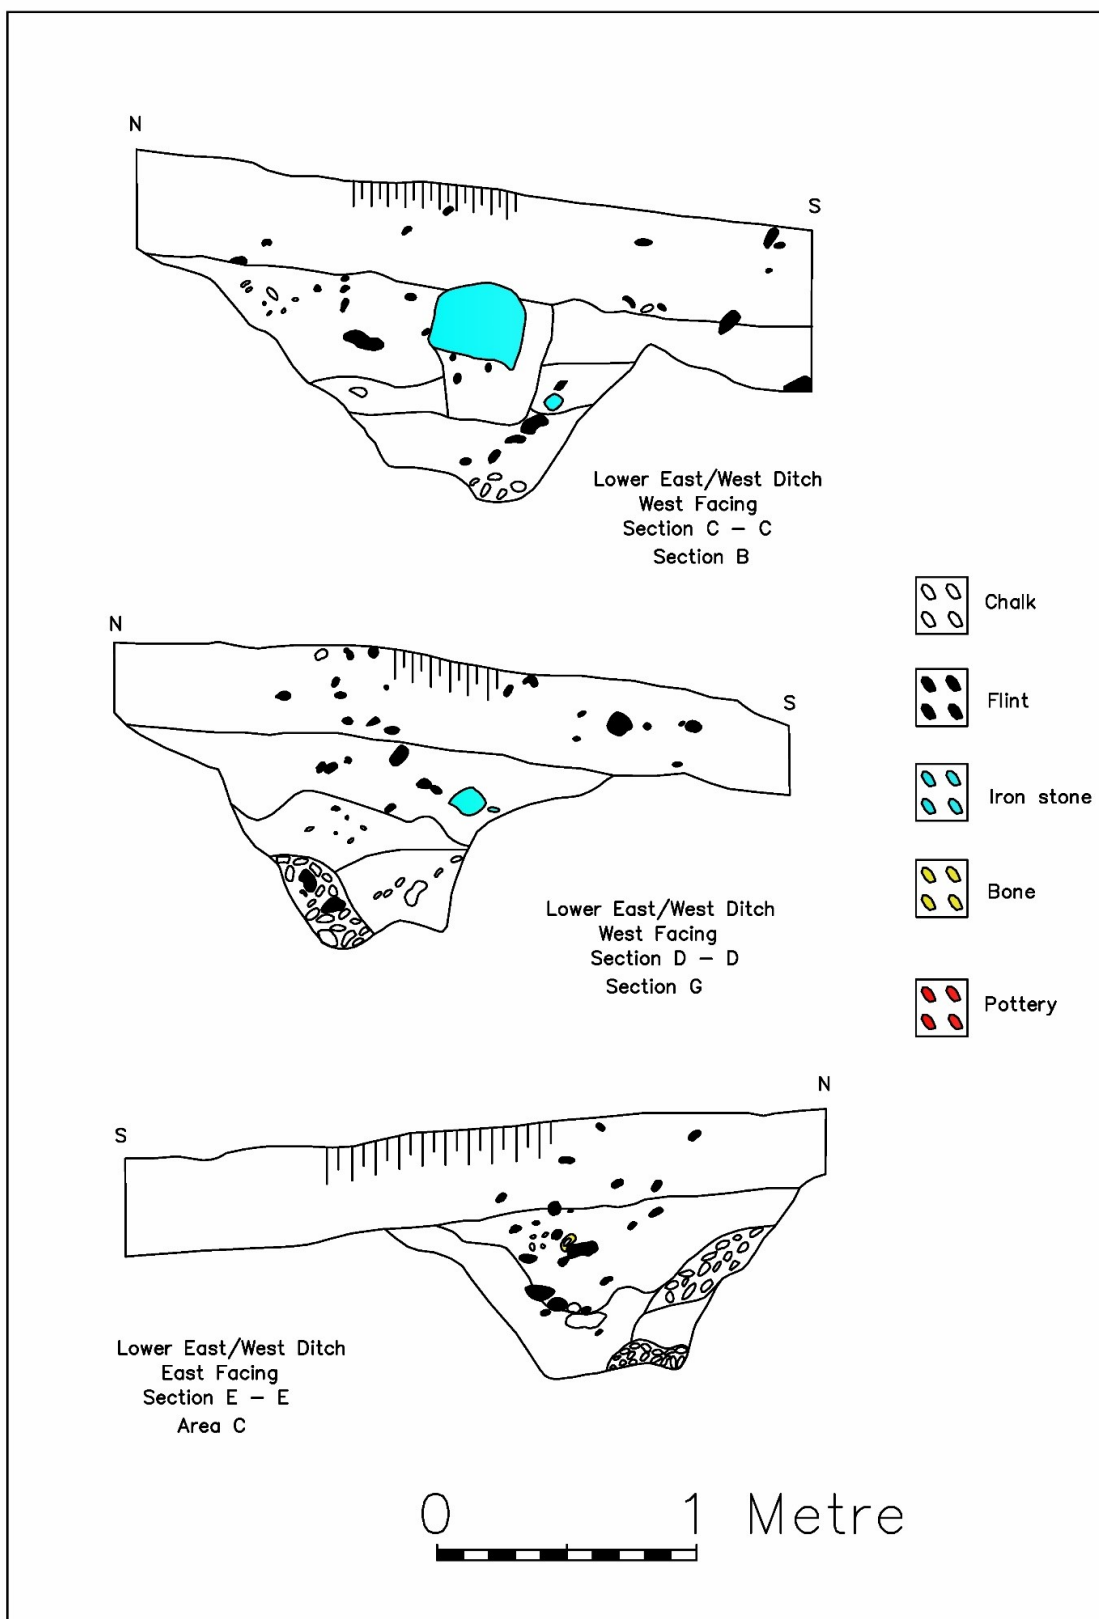 N
S
Lower East/West Ditch
West Facing
Section C – C
Section B
Chalk
N
Flint
S
Iron stone
Bone
Lower East/West Ditch
West Facing
Section D – D
Section G
Pottery
N
S
Lower East/West Ditch
East Facing
Section E – E
Area C
0 1 Metre